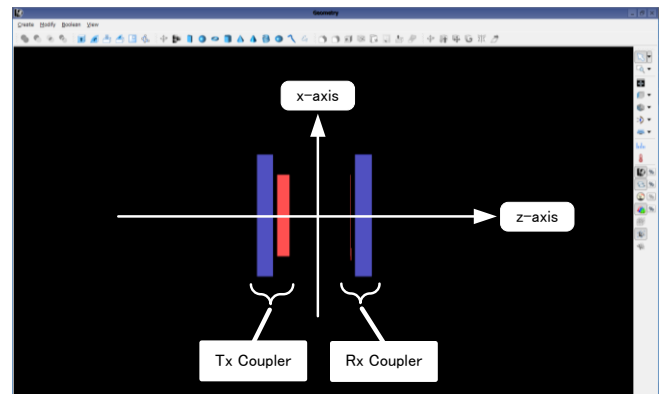 Geometry
Create Modify Boolean View
x-axis
z-axis
Tx Coupler
Rx Coupler